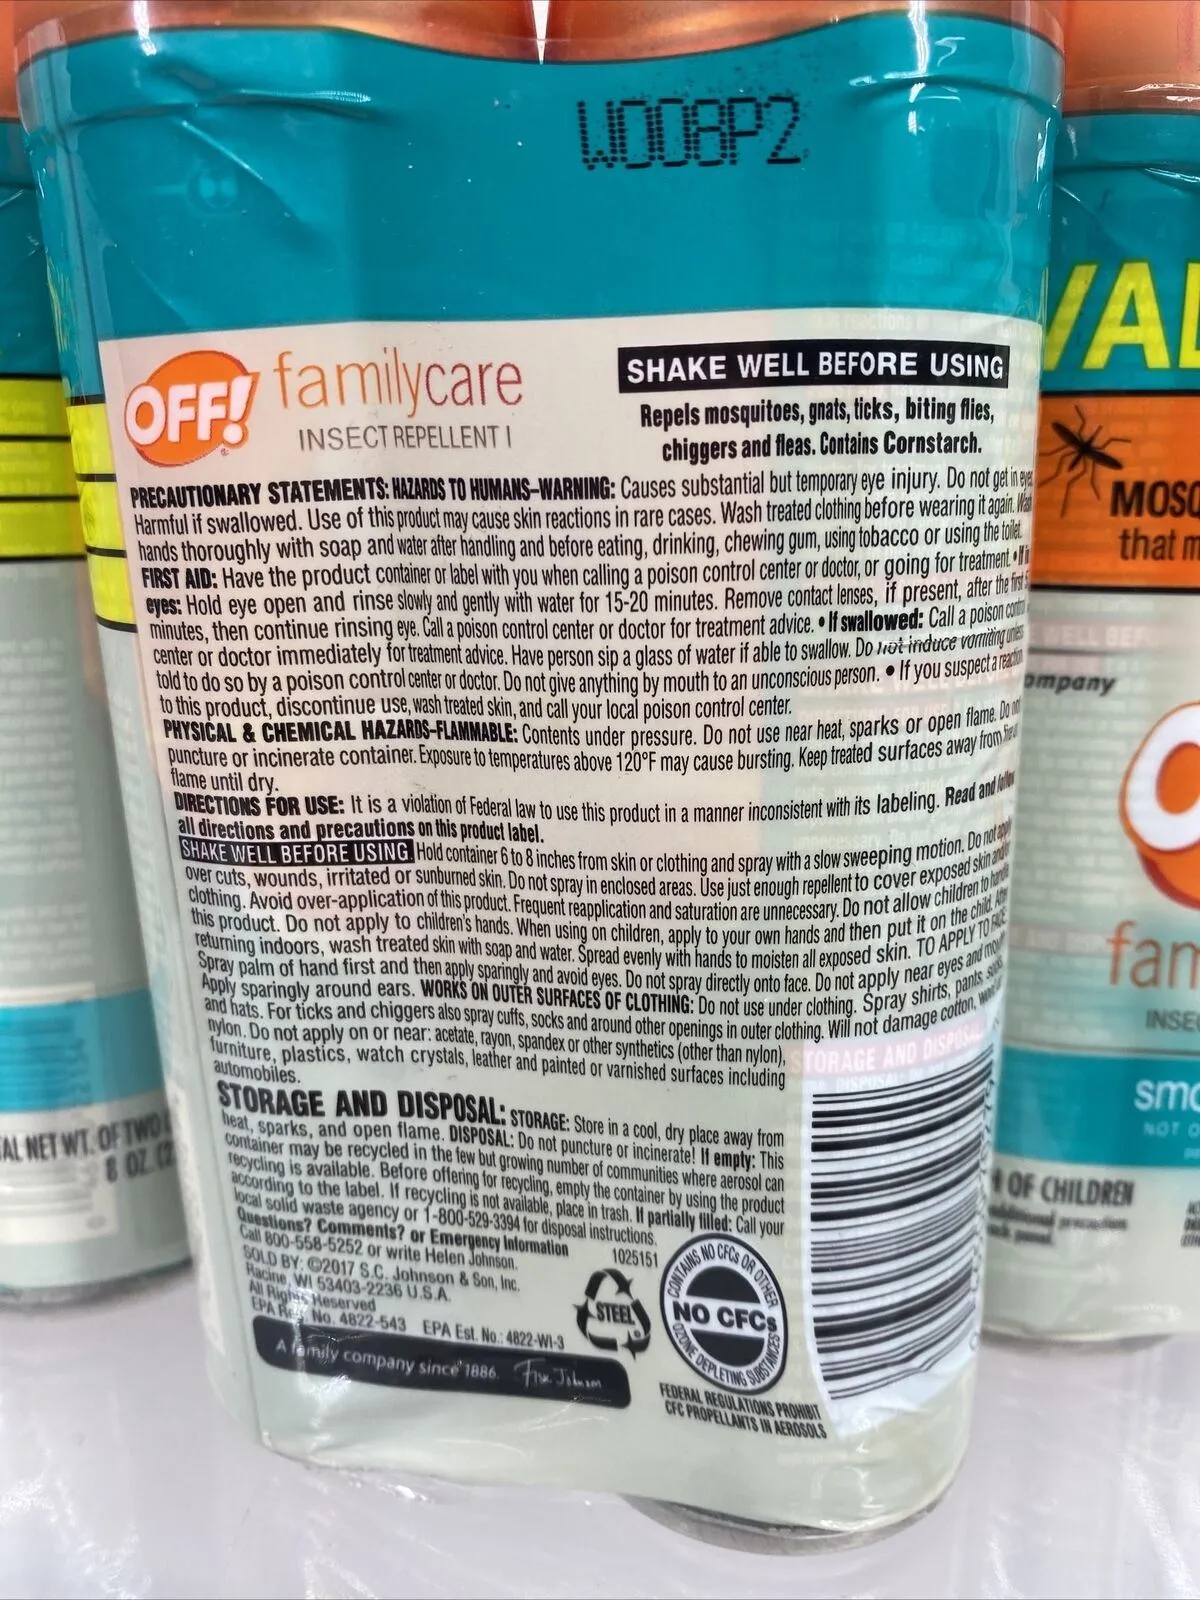 W008P2
OFF! familycare
INSECT REPELLENT I
SHAKE WELL BEFORE USING
Repels mosquitoes, gnats, ticks, biting flies,
chiggers and fleas. Contains Cornstarch.
PRECAUTIONARY STATEMENTS: HAZARDS TO HUMANS–WARNING: Causes substantial but temporary eye injury. Do not get in eyes.
Harmful if swallowed. Use of this product may cause skin reactions in rare cases. Wash treated clothing before wearing it again. Wash
hands thoroughly with soap and water after handling and before eating, drinking, chewing gum, using tobacco or using the toilet.
FIRST AID: Have the product container or label with you when calling a poison control center or doctor, or going for treatment. • If in
eyes: Hold eye open and rinse slowly and gently with water for 15-20 minutes. Remove contact lenses, if present, after the first 5
minutes, then continue rinsing eye. Call a poison control center or doctor for treatment advice. • If swallowed: Call a poison control
center or doctor immediately for treatment advice. Have person sip a glass of water if able to swallow. Do not induce vomiting unless
told to do so by a poison control center or doctor. Do not give anything by mouth to an unconscious person. • If you suspect a reaction
to this product, discontinue use, wash treated skin, and call your local poison control center.
PHYSICAL & CHEMICAL HAZARDS–FLAMMABLE: Contents under pressure. Do not use near heat, sparks or open flame. Do not
puncture or incinerate container. Exposure to temperatures above 120°F may cause bursting. Keep treated surfaces away from
flame until dry.
DIRECTIONS FOR USE: It is a violation of Federal law to use this product in a manner inconsistent with its labeling. Read and follow
all directions and precautions on this product label.
SHAKE WELL BEFORE USING. Hold container 6 to 8 inches from skin or clothing and spray with a slow sweeping motion. Do not apply
over cuts, wounds, irritated or sunburned skin. Do not spray in enclosed areas. Use just enough repellent to cover exposed skin and/or
clothing. Avoid over-application of this product. Frequent reapplication and saturation are unnecessary. Do not allow children to handle
this product. Do not apply to children's hands. When using on children, apply to your own hands and then put it on the child. After
returning indoors, wash treated skin with soap and water. Spread evenly with hands to moisten all exposed skin. TO APPLY TO FACE:
Spray palm of hand first and then apply sparingly and avoid eyes. Do not spray directly onto face. Do not apply near eyes and mouth.
Apply sparingly around ears. WORKS ON OUTER SURFACES OF CLOTHING: Do not use under clothing. Spray shirts, pants, socks
and hats. For ticks and chiggers also spray cuffs, socks and around other openings in outer clothing. Will not damage cotton, wool or
nylon. Do not apply on or near: acetate, rayon, spandex or other synthetics (other than nylon),
furniture, plastics, watch crystals, leather and painted or varnished surfaces including
automobiles.
STORAGE AND DISPOSAL: STORAGE: Store in a cool, dry place away from
heat, sparks, and open flame. DISPOSAL: Do not puncture or incinerate! If empty: This
container may be recycled in the few but growing number of communities where aerosol can
recycling is available. Before offering for recycling, empty the container by using the product
according to the label. If recycling is not available, place in trash. If partially filled: Call your
local solid waste agency or 1-800-529-3394 for disposal instructions.
Questions? Comments? or Emergency Information
Call 800-558-5252 or write Helen Johnson.
1025151
SOLD BY: ©2017 S.C. Johnson & Son, Inc.
Racine, WI 53403-2236 U.S.A.
All Rights Reserved
EPA Reg. No. 4822-543 EPA Est. No.: 4822-WI-3
A family company since 1886. Fisk Johnson
STEEL
CONTAINS NO CFCs OR OTHER
NO CFCs
OZONE DEPLETING SUBSTANCES
FEDERAL REGULATIONS PROHIBIT
CFC PROPELLANTS IN AEROSOLS
STORAGE AND DISPOSAL
NET WT. OF TWO
8 OZ.
VAL
MOSQ
that m
ompany
fam
INSE
smo
NOT O
OF CHILDREN